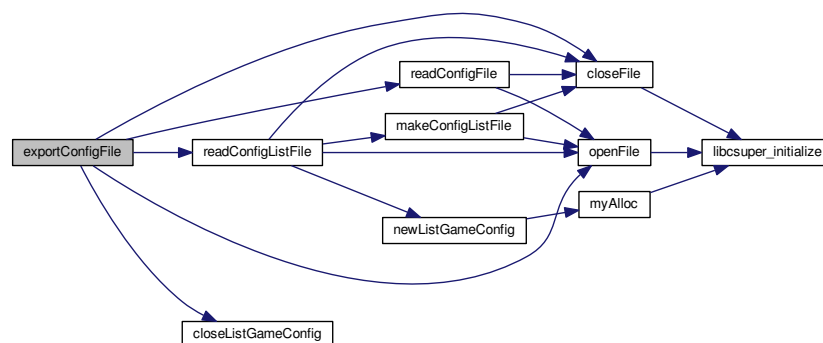 exportConfigFile
readConfigFile
closeFile
makeConfigListFile
readConfigListFile
openFile
libcsuper_initialize
newListGameConfig
myAlloc
closeListGameConfig